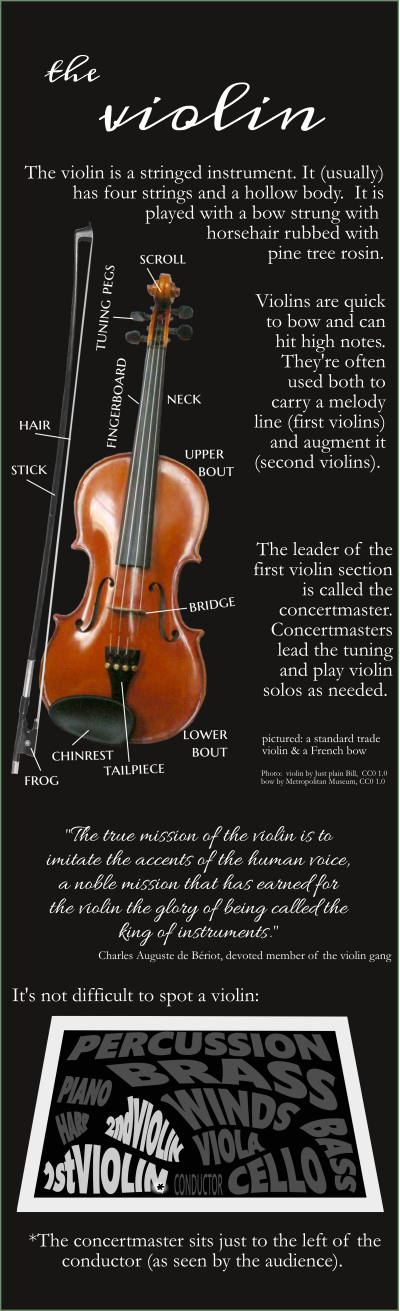 the
violin
The violin is a stringed instrument. It (usually)
has four strings and a hollow body. It is
played with a bow strung with
horsehair rubbed with
pine tree rosin.
SCROLL
TUNING PEGS
Violins are quick
to bow and can
hit high notes.
They're often
used both to
carry a melody
line (first violins)
and augment it
(second violins).
FINGERBOARD
NECK
HAIR
STICK
UPPER
BOUT
The leader of the
first violin section
is called the
concertmaster.
Concertmasters
lead the tuning
and play violin
solos as needed.
BRIDGE
LOWER
BOUT
CHINREST
TAILPIECE
FROG
pictured: a standard trade
violin & a French bow
Photo: violin by Just plain Bill, CC0 1.0
bow by Metropolitan Museum, CC0 1.0
"The true mission of the violin is to
imitate the accents of the human voice,
a noble mission that has earned for
the violin the glory of being called the
king of instruments."
Charles Auguste de Bériot, devoted member of the violin gang
It's not difficult to spot a violin:
PERCUSSION
BRASS
PIANO
WINDS
HARP
2ndVIOLIN
VIOLA
BASS
1stVIOLIN*
CONDUCTOR
CELLO
*The concertmaster sits just to the left of the
conductor (as seen by the audience).